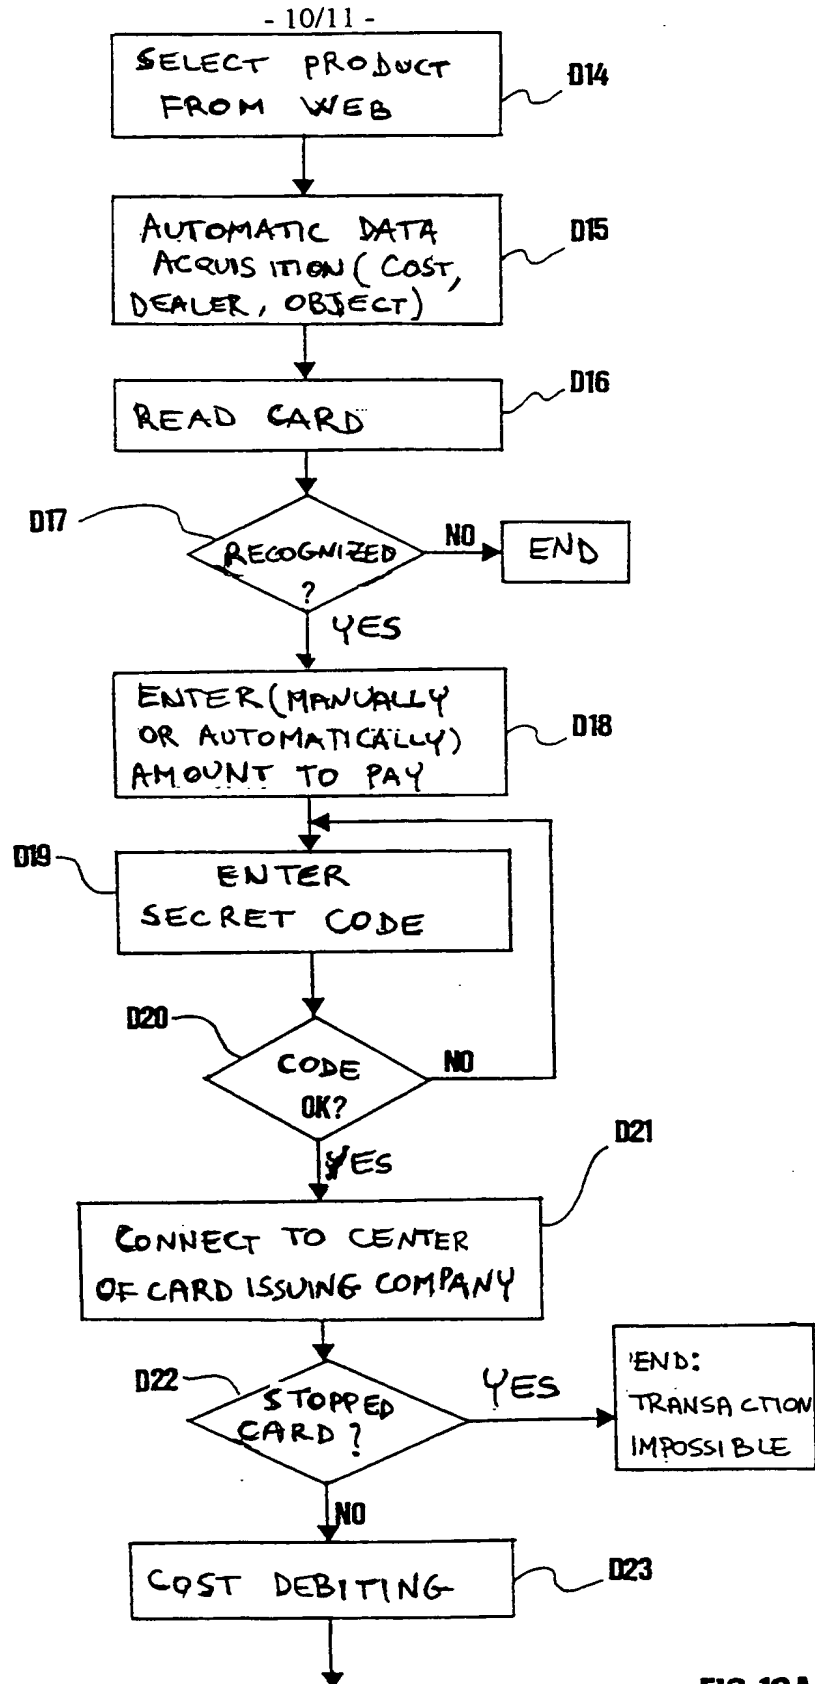 - 10/11 -
SELECT PRODUCT
FROM WEB
D14
AUTOMATIC DATA
ACQUISITION (COST,
DEALER, OBJECT)
D15
READ CARD
D16
D17
RECOGNIZED
?
NO
END
YES
ENTER (MANUALLY
OR AUTOMATICALLY)
AMOUNT TO PAY
D18
D19
ENTER
SECRET CODE
D20
CODE
OK?
NO
YES
D21
CONNECT TO CENTER
OF CARD ISSUING COMPANY
D22
STOPPED
CARD?
YES
END:
TRANSACTION
IMPOSSIBLE
NO
COST DEBITING
D23